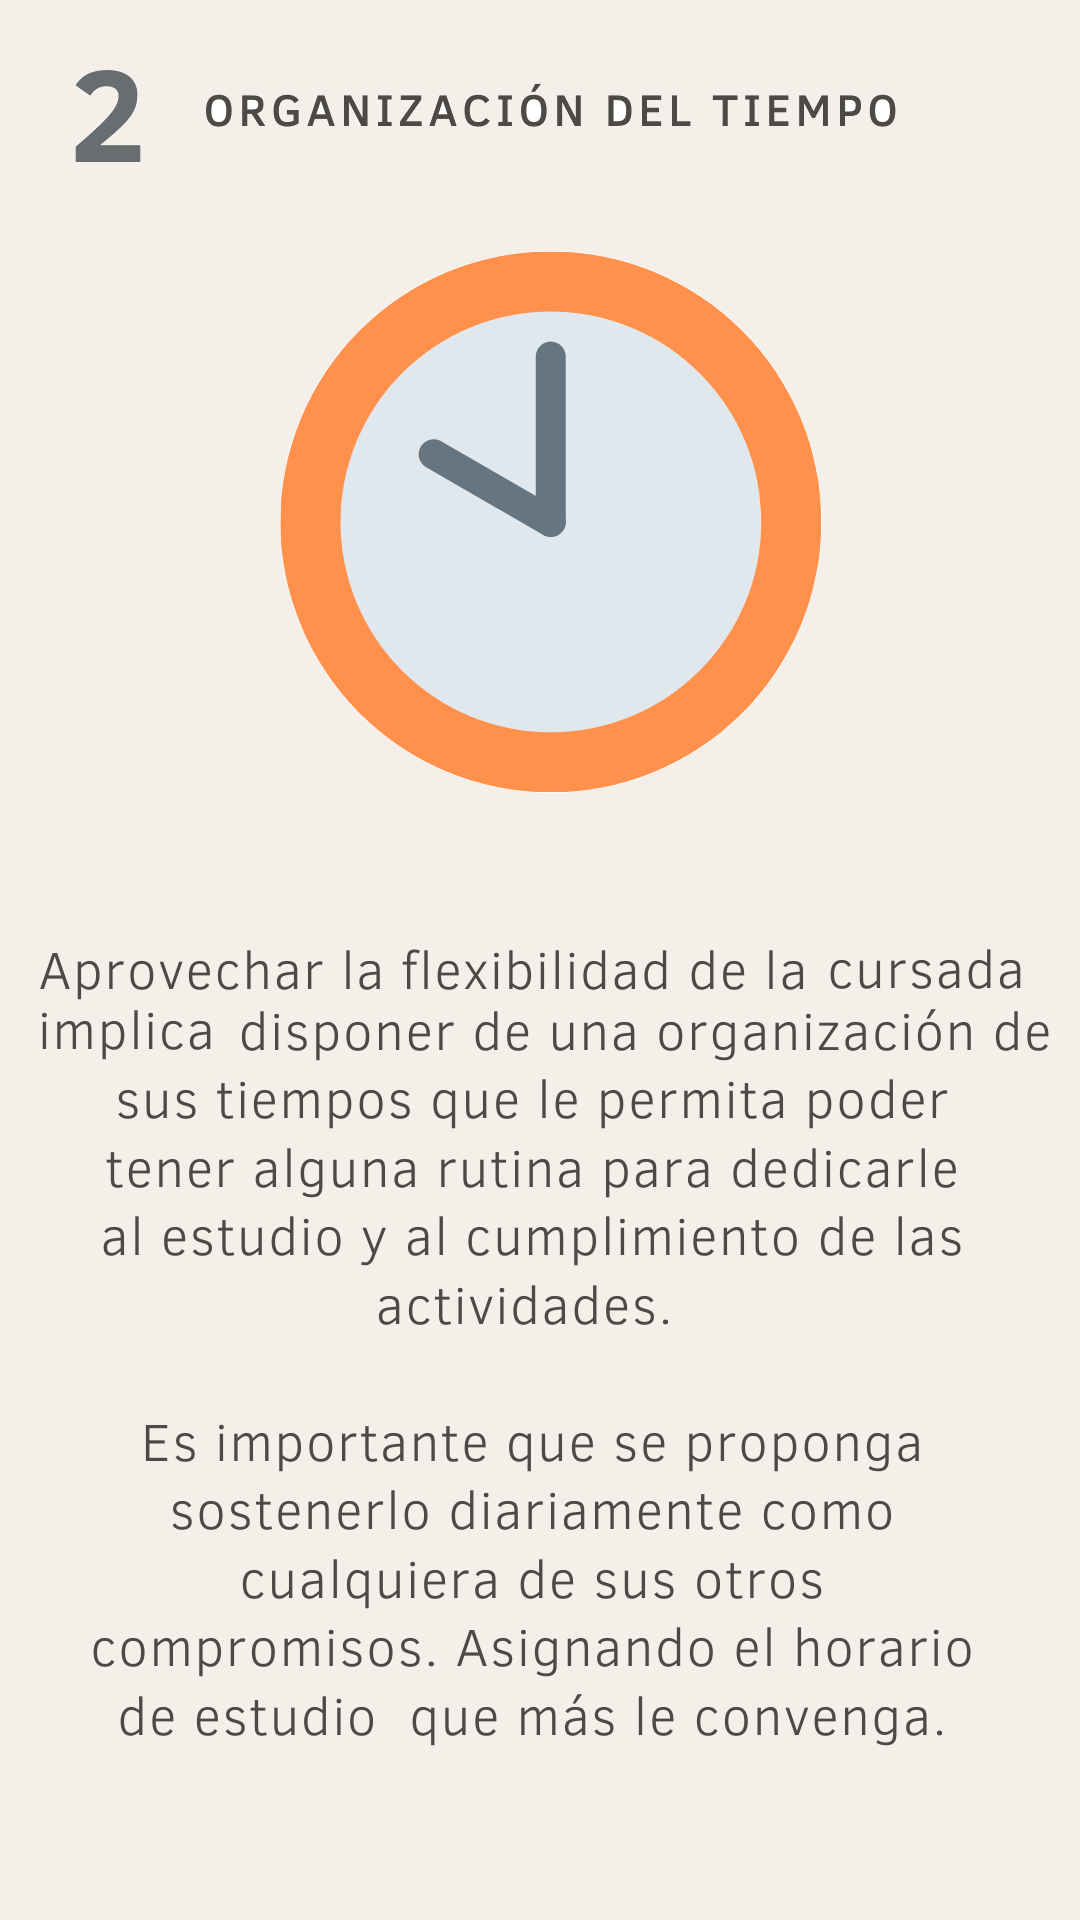 2 ORGANIZACIÓN DEL TIEMPO
Aprovechar la flexibilidad de la cursada
implica disponer de una organización de
sus tiempos que le permita poder
tener alguna rutina para dedicarle
al estudio y al cumplimiento de las
actividades.
Es importante que se proponga
sostenerlo diariamente como
cualquiera de sus otros
compromisos. Asignando el horario
de estudio  que más le convenga.